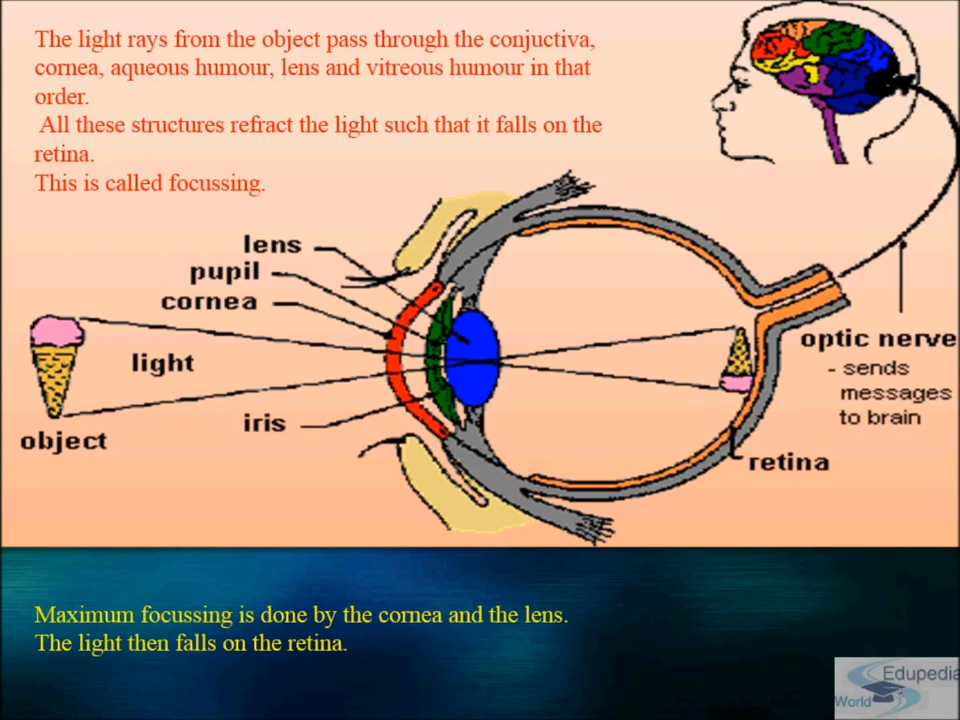 The light rays from the object pass through the conjuctiva,
cornea, aqueous humour, lens and vitreous humour in that
order.
All these structures refract the light such that it falls on the
retina.
This is called focussing.
lens
pupil
cornea
light
iris
object
optic nerve
- sends
messages
to brain
retina
Maximum focussing is done by the cornea and the lens.
The light then falls on the retina.
Edupedia
World